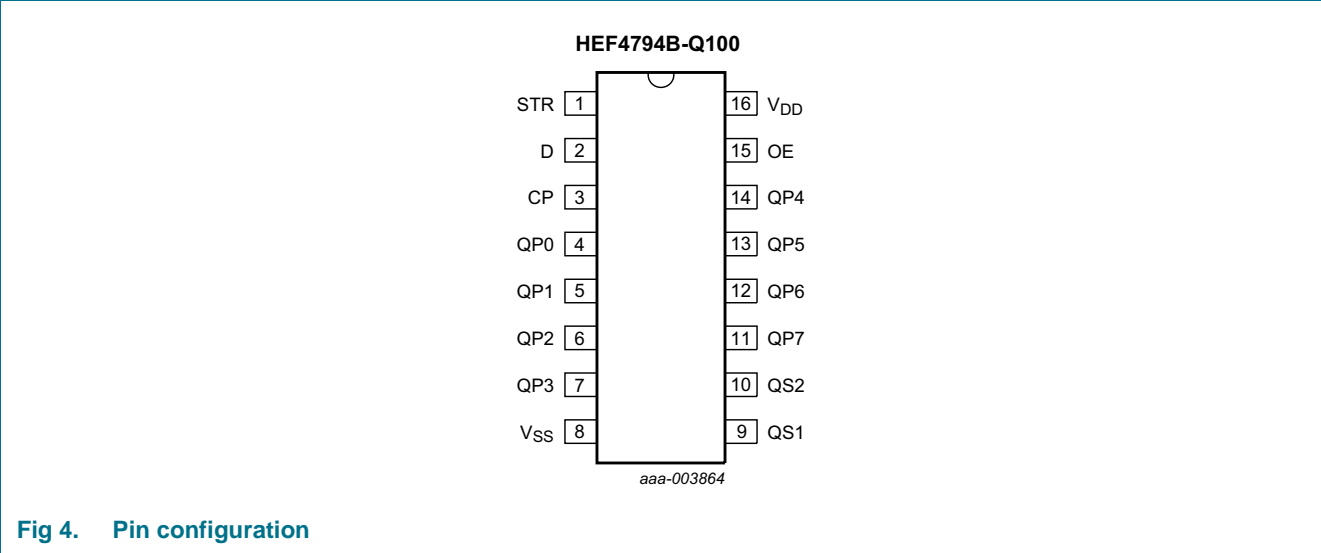 HEF4794B-Q100
STR 1 16 VDD
D 2 15 OE
CP 3 14 QP4
QP0 4 13 QP5
QP1 5 12 QP6
QP2 6 11 QP7
QP3 7 10 QS2
VSS 8 9 QS1
aaa-003864
Fig 4. Pin configuration